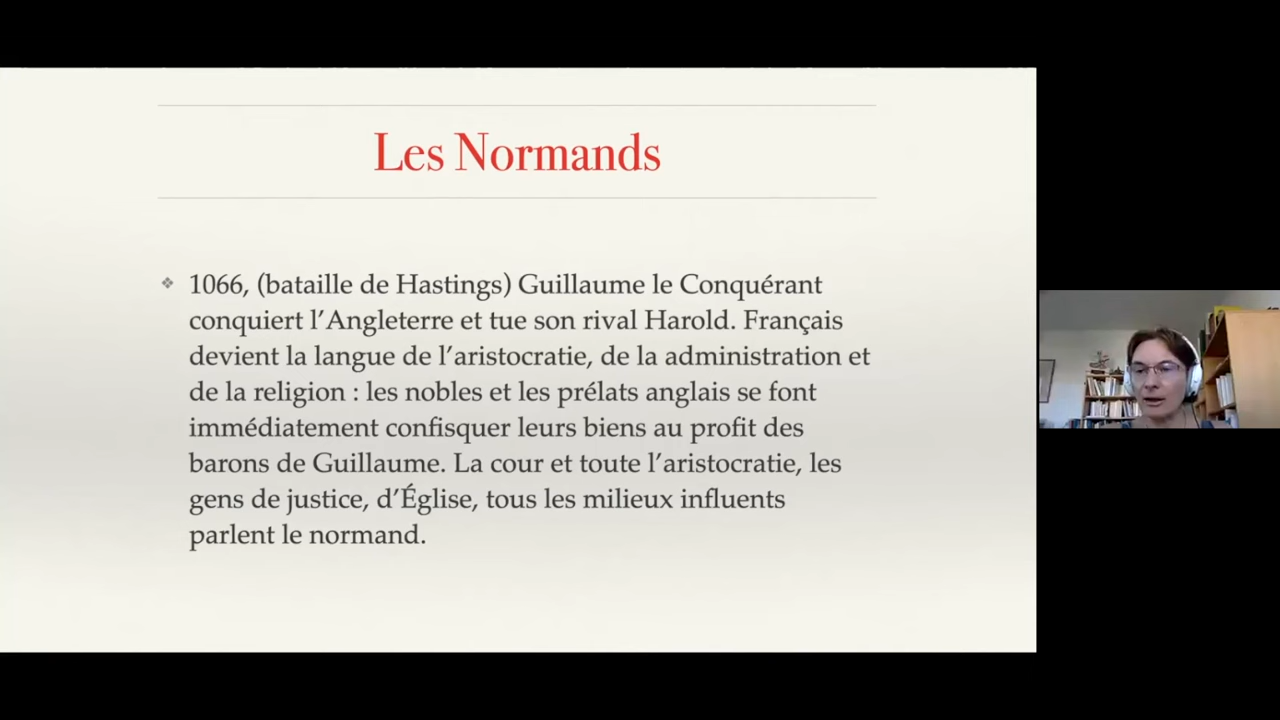 Les Normands
❖ 1066, (bataille de Hastings) Guillaume le Conquérant
conquiert l’Angleterre et tue son rival Harold. Français
devient la langue de l’aristocratie, de la administration et
de la religion : les nobles et les prélats anglais se font
immédiatement confisquer leurs biens au profit des
barons de Guillaume. La cour et toute l’aristocratie, les
gens de justice, d’Église, tous les milieux influents
parlent le normand.